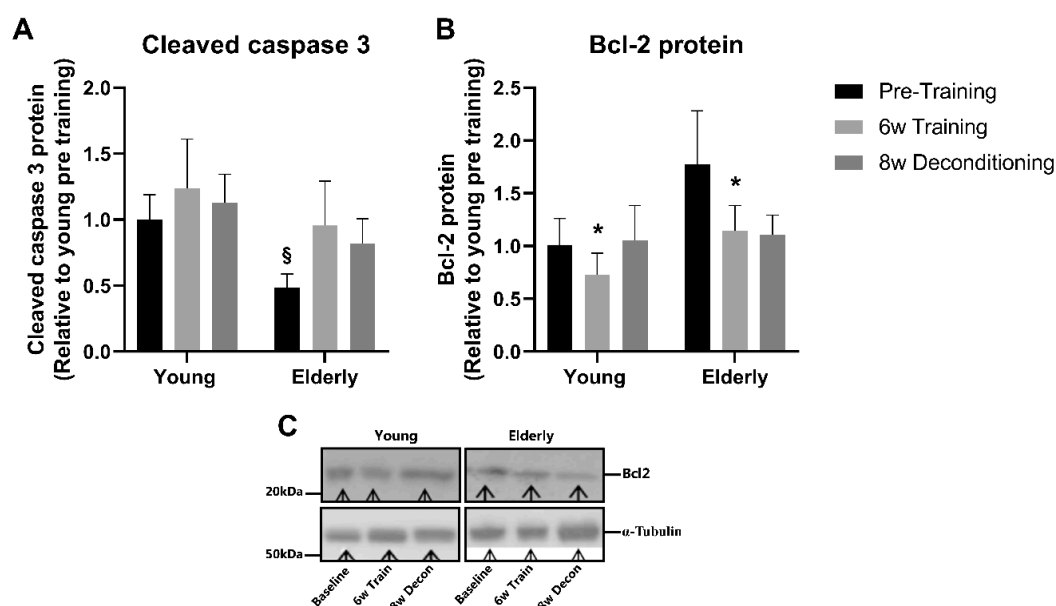 A
Cleaved caspase 3
Cleaved caspase 3 protein
(Relative to young pre training)
2.0
1.5
1.0
0.5
0.0
§
Young
Elderly
B
Bcl-2 protein
Bcl-2 protein
(Relative to young pre training)
2.5
2.0
1.5
1.0
0.5
0.0
*
*
Young
Elderly
Pre-Training
6w Training
8w Deconditioning
C
Young
Elderly
Bcl2
20kDa
α-Tubulin
50kDa
Baseline
6w Train
8w Decon
Baseline
6w Train
8w Decon